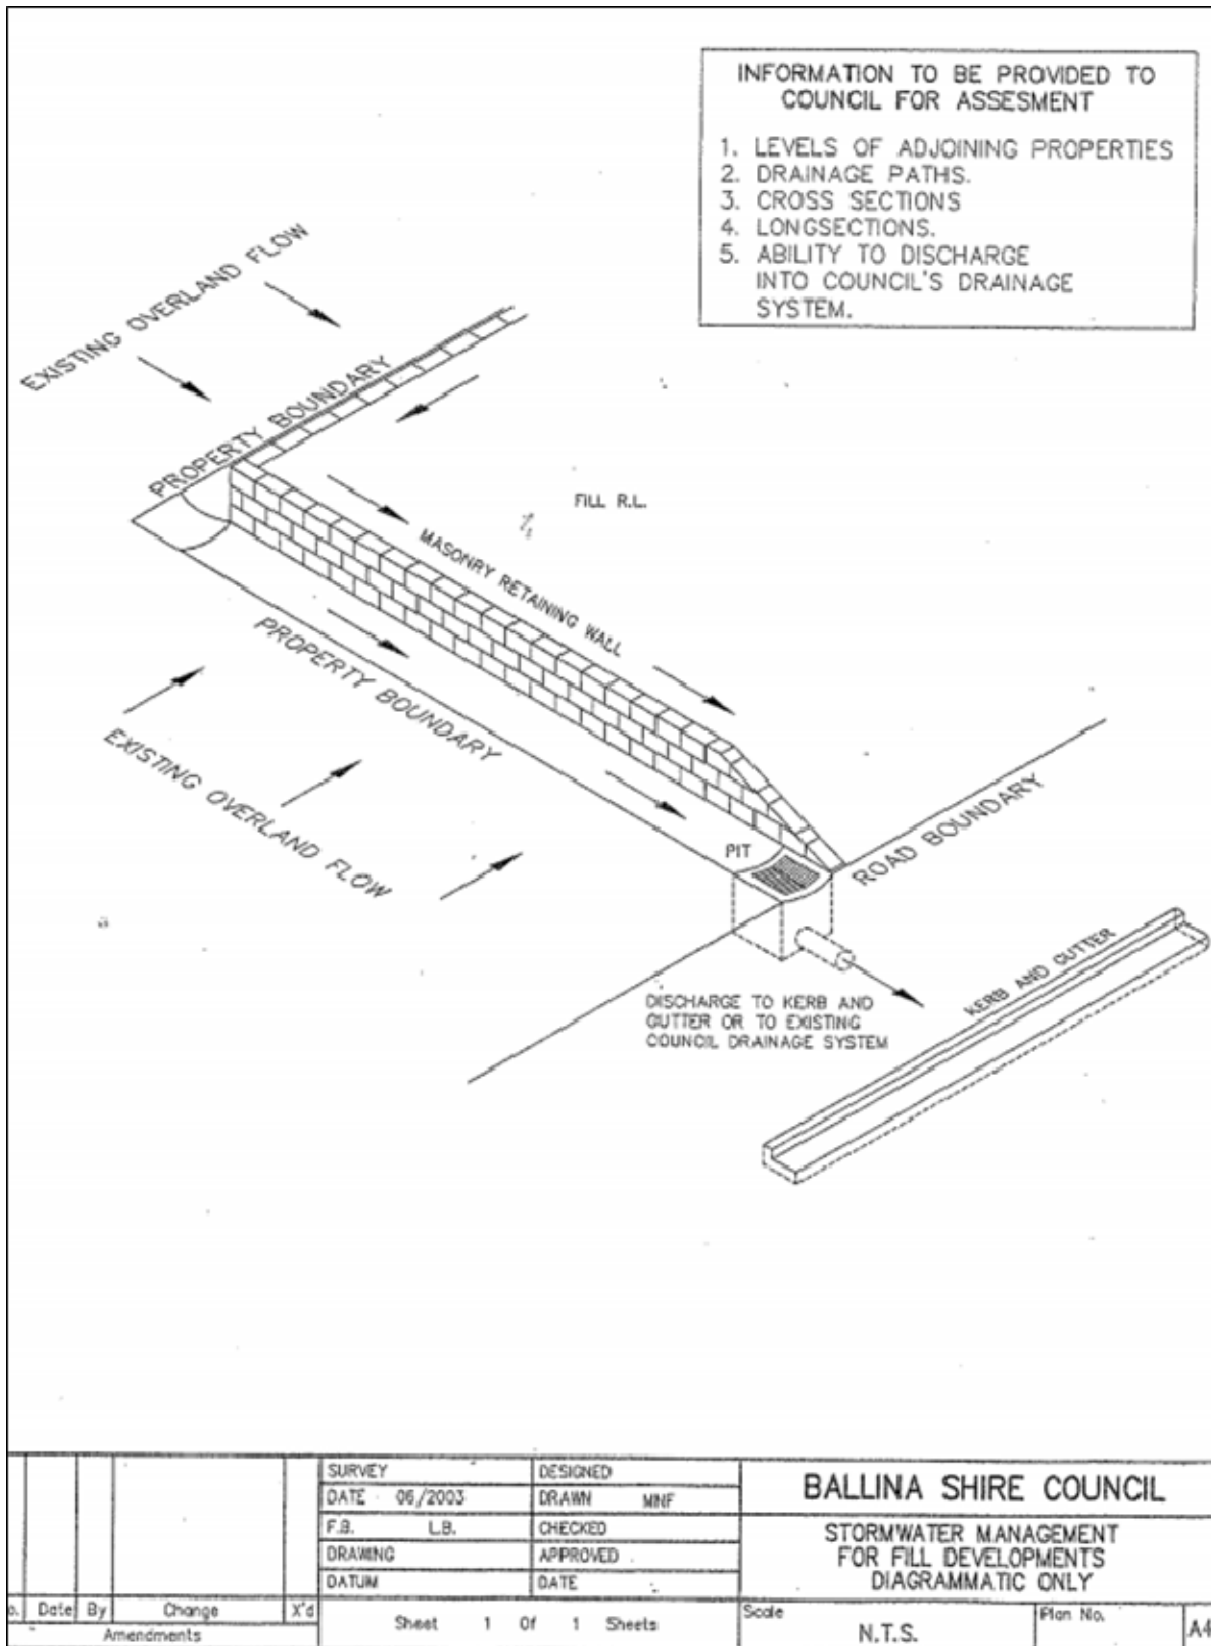 INFORMATION TO BE PROVIDED TO
COUNCIL FOR ASSESMENT
1. LEVELS OF ADJOINING PROPERTIES
2. DRAINAGE PATHS.
3. CROSS SECTIONS
4. LONGSECTIONS.
5. ABILITY TO DISCHARGE
INTO COUNCIL'S DRAINAGE
SYSTEM.
EXISTING OVERLAND FLOW
PROPERTY BOUNDARY
FILL R.L.
MASONRY RETAINING WALL
PROPERTY BOUNDARY
EXISTING OVERLAND FLOW
PIT
ROAD BOUNDARY
KERB AND GUTTER
DISCHARGE TO KERB AND
GUTTER OR TO EXISTING
COUNCIL DRAINAGE SYSTEM
SURVEY
DESIGNED
DATE 06/2003
DRAWN MNF
F.B. L.B.
CHECKED
DRAWING
APPROVED
DATUM
DATE
BALLINA SHIRE COUNCIL
STORMWATER MANAGEMENT
FOR FILL DEVELOPMENTS
DIAGRAMMATIC ONLY
Date By Change X'd
Amendments
Sheet 1 Of 1 Sheets
Scale
N.T.S.
Plan No.
A4